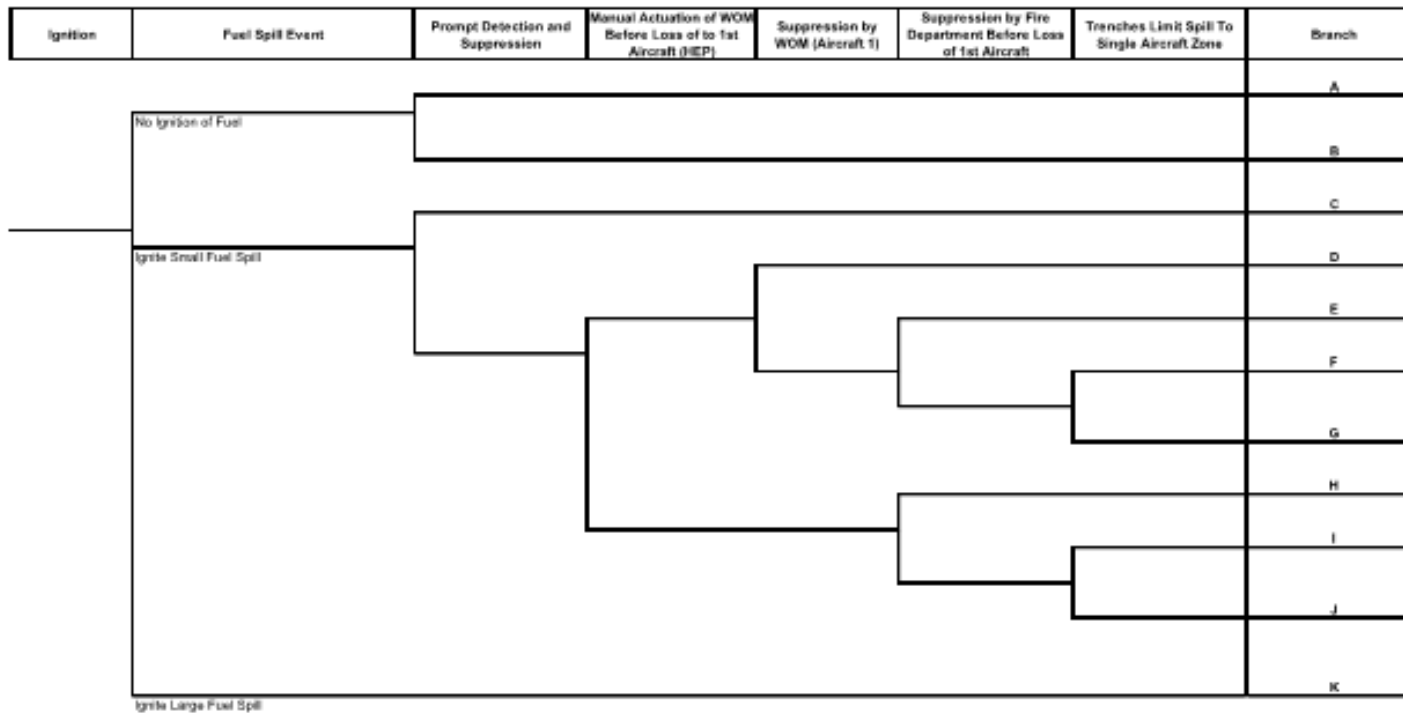 Ignition
Fuel Spill Event
Prompt Detection and
Suppression
Manual Actuation of WOM
Before Loss of to 1st
Aircraft (HEP)
Suppression by
WOM (Aircraft 1)
Suppression by Fire
Department Before Loss
of 1st Aircraft
Trenches Limit Spill To
Single Aircraft Zone
Branch
A
No Ignition of Fuel
B
C
Ignite Small Fuel Spill
D
E
F
G
H
I
J
K
Ignite Large Fuel Spill